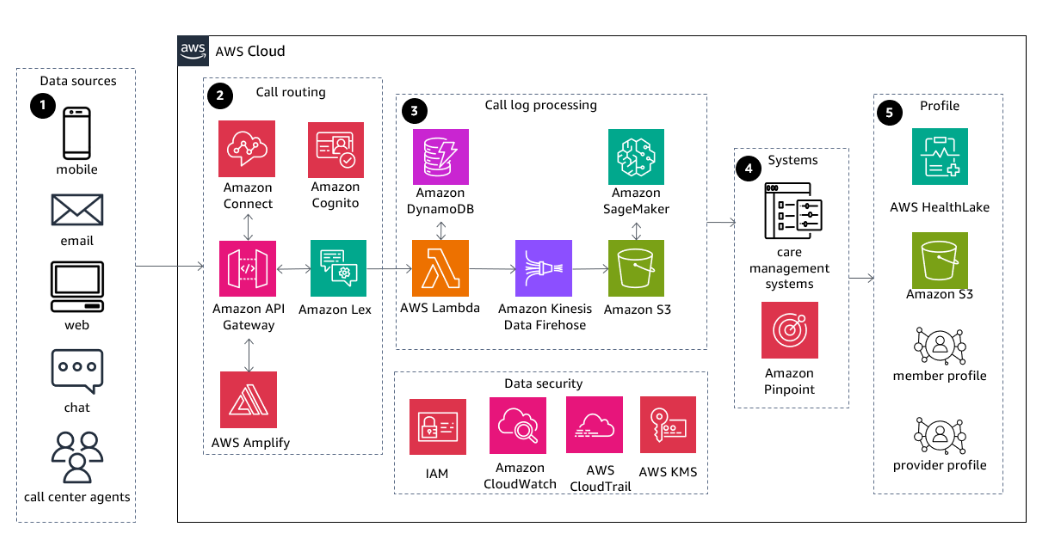 aws
AWS Cloud
Data sources
1
mobile
email
web
chat
call center agents
2
Call routing
Amazon
Connect
Amazon
Cognito
Amazon API
Gateway
Amazon Lex
AWS Amplify
3
Call log processing
Amazon
DynamoDB
Amazon
SageMaker
AWS Lambda
Amazon Kinesis
Data Firehose
Amazon S3
Data security
IAM
Amazon
CloudWatch
AWS
CloudTrail
AWS KMS
4
Systems
care
management
systems
Amazon
Pinpoint
5
Profile
AWS HealthLake
Amazon S3
member profile
provider profile